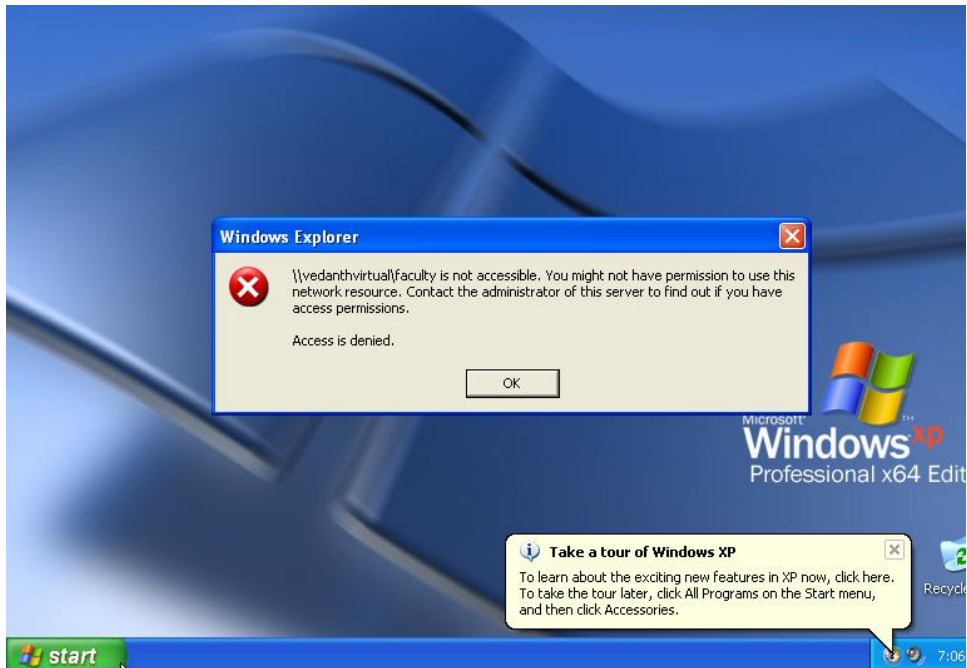 Windows Explorer
\\vedanthvirtual\faculty is not accessible. You might not have permission to use this
network resource. Contact the administrator of this server to find out if you have
access permissions.
Access is denied.
OK
Microsoft
Windows xp
TM
Professional x64 Edit
Take a tour of Windows XP
To learn about the exciting new features in XP now, click here.
To take the tour later, click All Programs on the Start menu,
and then click Accessories.
Recycle
start
7:06